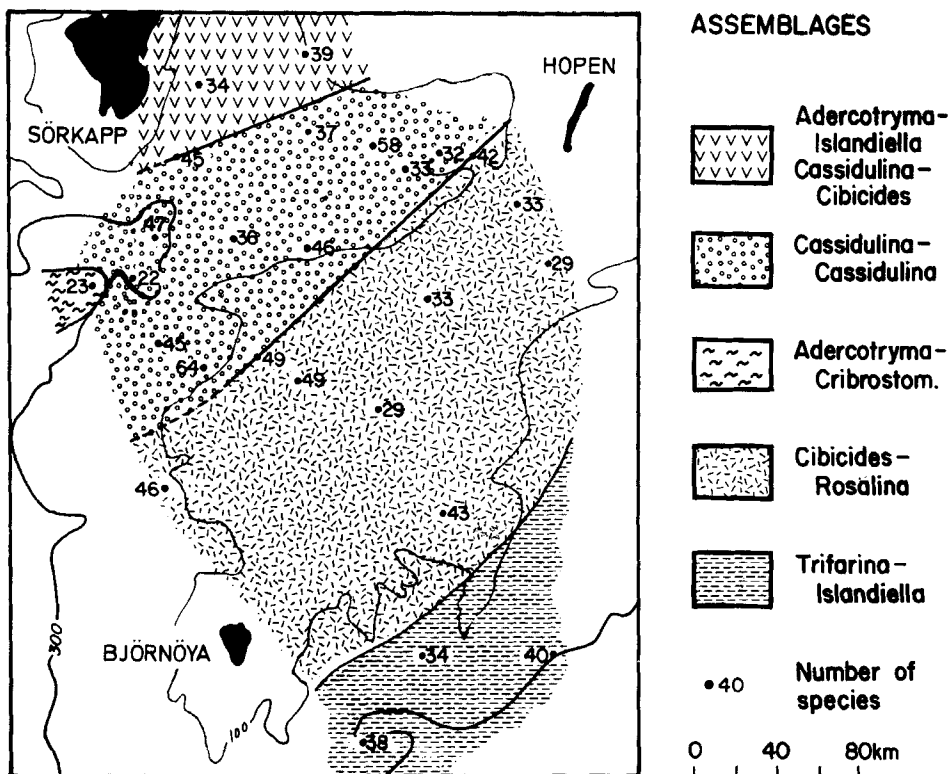 ASSEMBLAGES
HOPEN
39
34
SÖRKAPP
37
58
45
32
42
33
33
47
38
46
29
23
22
33
45
49
64
49
29
46
43
BJÖRNÖYA
34
40
300
100
38
Adercotryma-
Islandiella
Cassidulina-
Cibicides
Cassidulina-
Cassidulina
Adercotryma-
Cribrostom.
Cibicides-
Rosalina
Trifarina-
Islandiella
40
Number of
species
0 40 80km